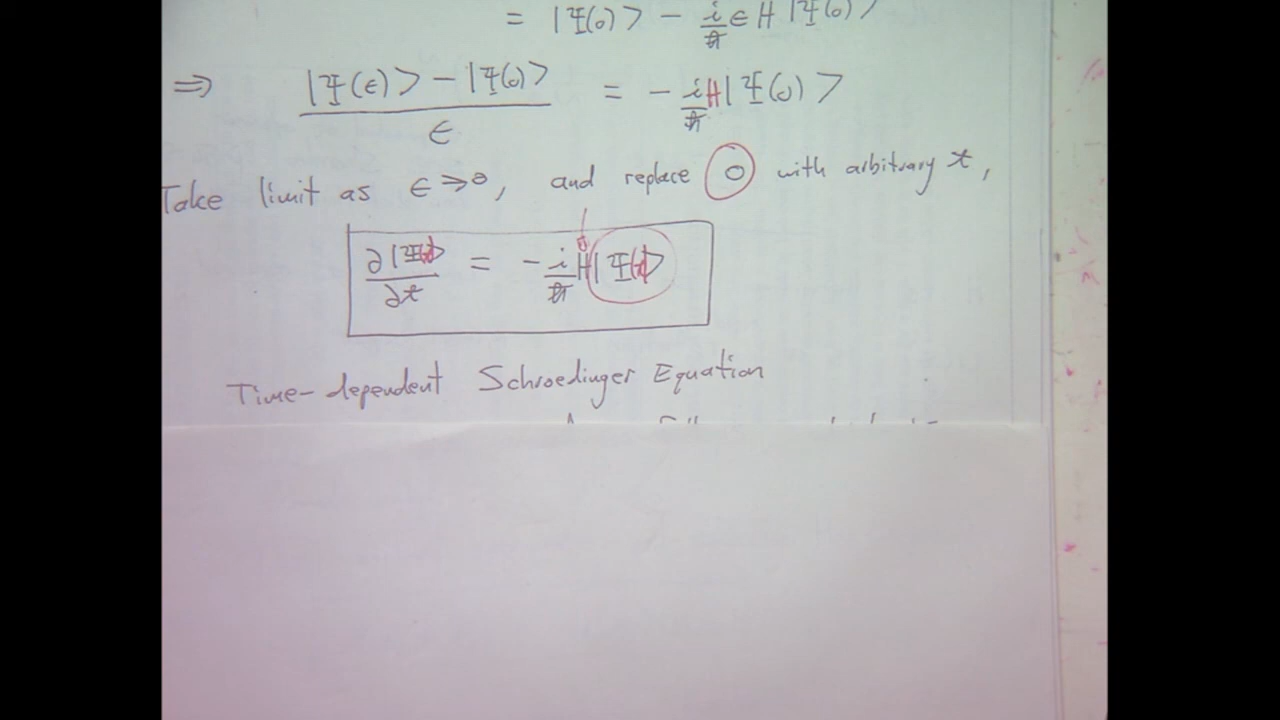 = |Ψ(0)> - i/ħ ϵ H |Ψ(0)>
⇒ |Ψ(ϵ)> - |Ψ(0)> / ϵ = - i/ħ H |Ψ(0)>
Take limit as ϵ → 0, and replace 0 with arbitrary t,
∂|Ψ(t)> / ∂t = - i/ħ H |Ψ(t)>
Time-dependent Schroedinger Equation